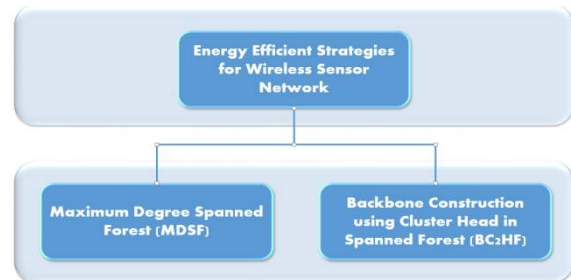 Energy Efficient Strategies
for Wireless Sensor
Network
Maximum Degree Spanned
Forest (MDSF)
Backbone Construction
using Cluster Head in
Spanned Forest (BC2HF)